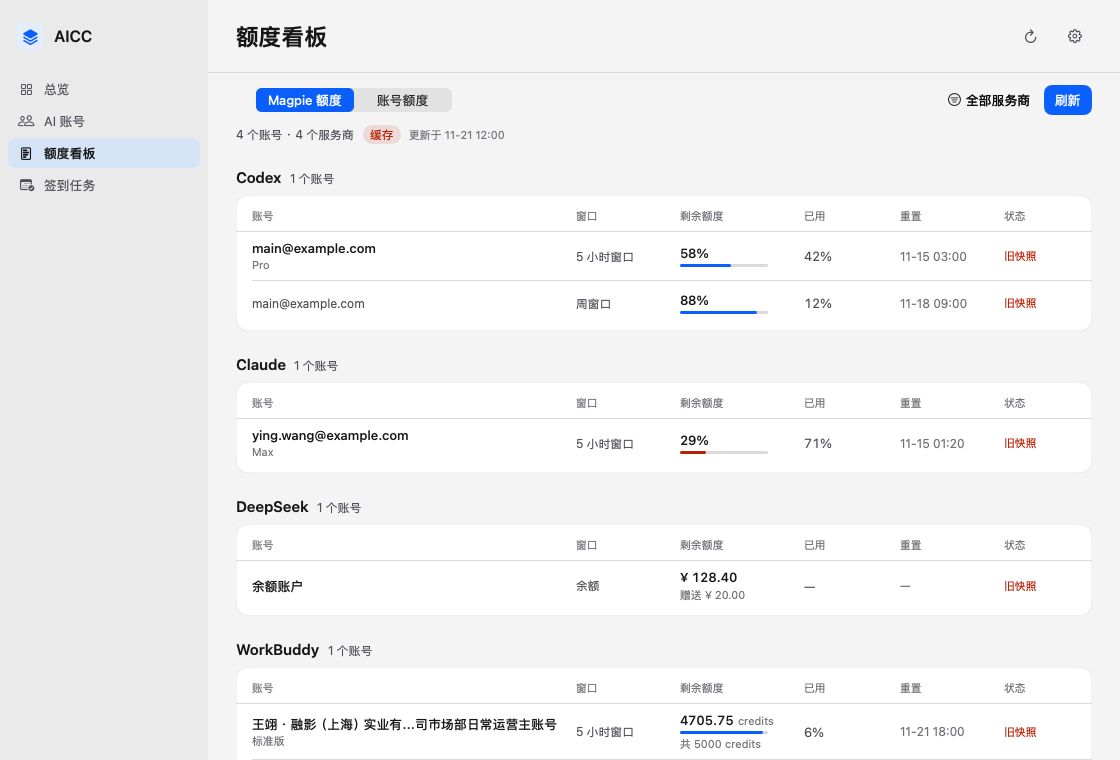 AICC
总览
AI 账号
额度看板
签到任务
额度看板
Magpie 额度
账号额度
全部服务商
刷新
4 个账号 · 4 个服务商 缓存 更新于 11-21 12:00
Codex 1 个账号
账号 窗口 剩余额度 已用 重置 状态
main@example.com
Pro
5 小时窗口 58% 42% 11-15 03:00 旧快照
main@example.com 周窗口 88% 12% 11-18 09:00 旧快照
Claude 1 个账号
账号 窗口 剩余额度 已用 重置 状态
ying.wang@example.com
Max
5 小时窗口 29% 71% 11-15 01:20 旧快照
DeepSeek 1 个账号
账号 窗口 剩余额度 已用 重置 状态
余额账户 余额 ¥ 128.40 — — 旧快照
赠送 ¥ 20.00
WorkBuddy 1 个账号
账号 窗口 剩余额度 已用 重置 状态
王翊 · 融影（上海）实业有...司市场部日常运营主账号
标准版
5 小时窗口 4705.75 credits 6% 11-21 18:00 旧快照
共 5000 credits